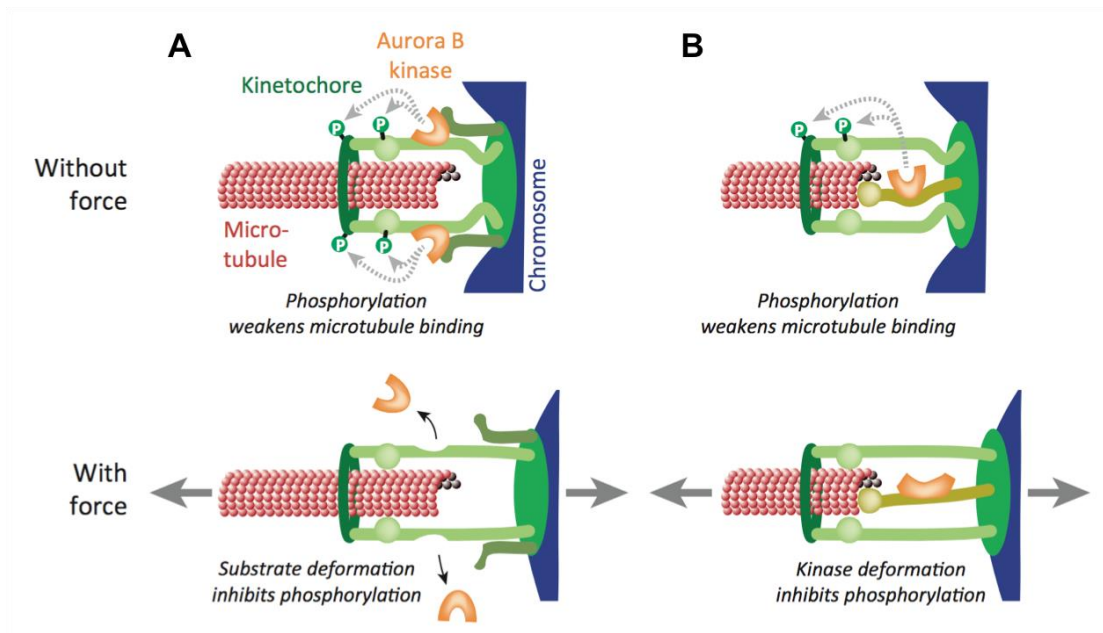 A
B
Aurora B
kinase
Kinetochore
P
P
P
P
P
P
Without
force
Micro-
tubule
Chromosome
Phosphorylation
weakens microtubule binding
Phosphorylation
weakens microtubule binding
With
force
Substrate deformation
inhibits phosphorylation
Kinase deformation
inhibits phosphorylation